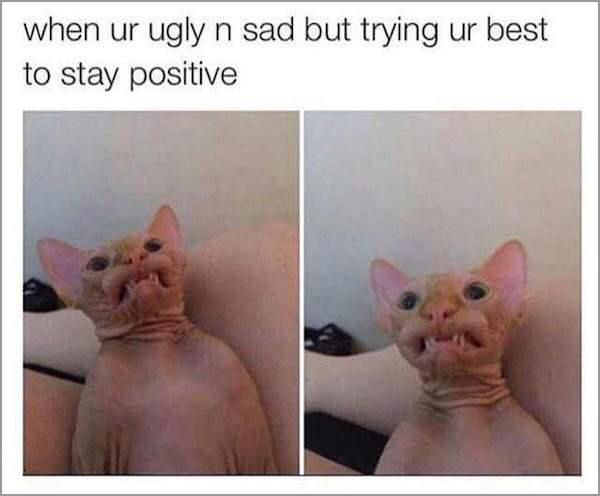 when ur ugly n sad but trying ur best
to stay positive